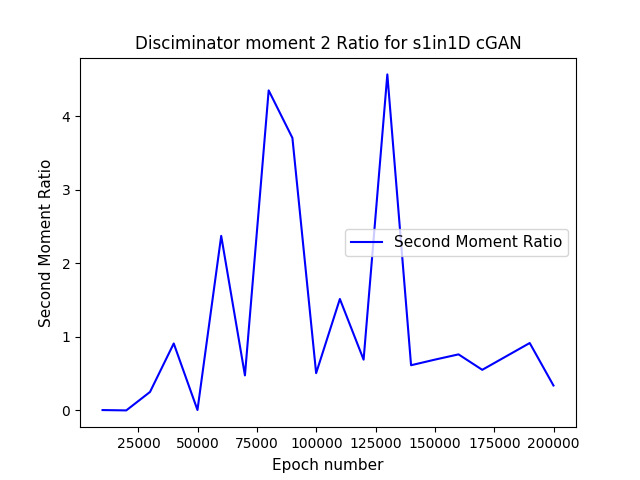 Disciminator moment 2 Ratio for s1in1D cGAN
4
3
2
1
0
Second Moment Ratio
Second Moment Ratio
25000 50000 75000 100000 125000 150000 175000 200000
Epoch number